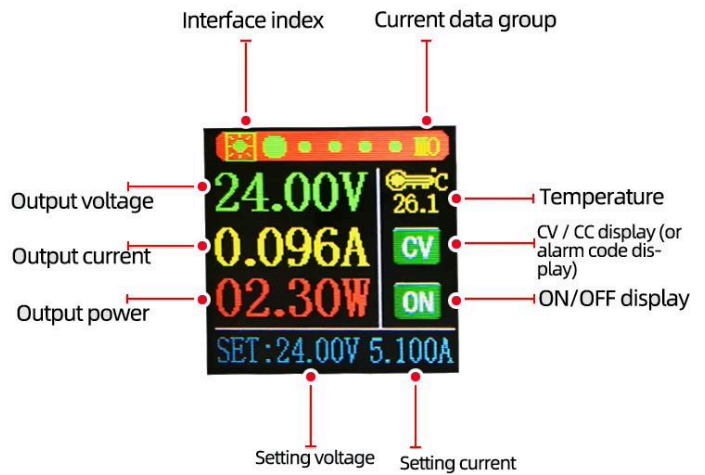 Interface index
Current data group
M0
Output voltage
24.00V
°C
26.1
Temperature
Output current
0.096A
CV
CV / CC display (or
alarm code dis-
play)
Output power
02.30W
ON
ON/OFF display
SET:24.00V 5.100A
Setting voltage
Setting current